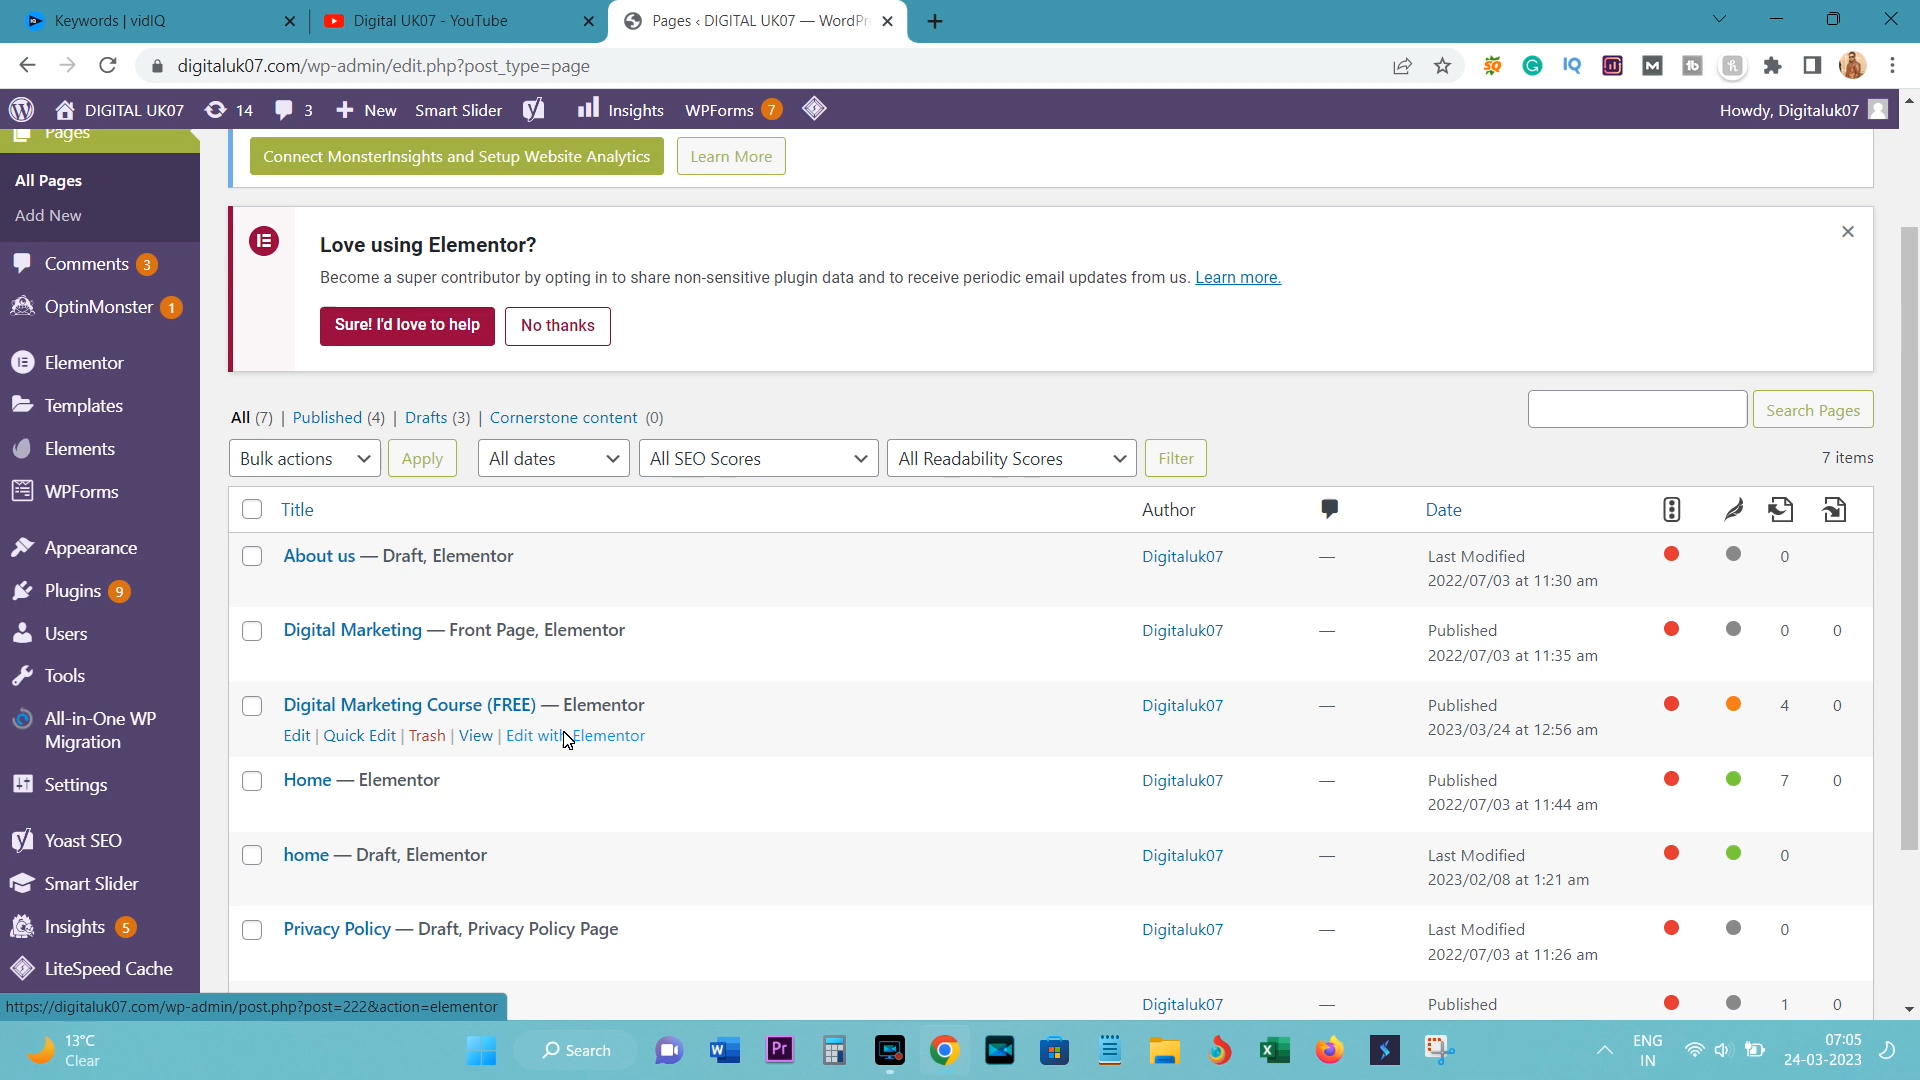 Keywords | vidIQ
Digital UK07 - YouTube
Pages ‹ DIGITAL UK07 — WordPr
digitaluk07.com/wp-admin/edit.php?post_type=page
DIGITAL UK07 14 3 New Smart Slider Insights WPForms 7 Howdy, Digitaluk07
Pages
All Pages
Add New
Comments 3
OptinMonster 1
Elementor
Templates
Elements
WPForms
Appearance
Plugins 9
Users
Tools
All-in-One WP
Migration
Settings
Yoast SEO
Smart Slider
Insights 5
LiteSpeed Cache
Connect MonsterInsights and Setup Website Analytics Learn More
Love using Elementor?
Become a super contributor by opting in to share non-sensitive plugin data and to receive periodic email updates from us. Learn more.
Sure! I'd love to help No thanks
All (7) | Published (4) | Drafts (3) | Cornerstone content (0)
Search Pages
Bulk actions Apply All dates All SEO Scores All Readability Scores Filter 7 items
Title Author Date
About us — Draft, Elementor Digitaluk07 — Last Modified 0
2022/07/03 at 11:30 am
Digital Marketing — Front Page, Elementor Digitaluk07 — Published 0 0
2022/07/03 at 11:35 am
Digital Marketing Course (FREE) — Elementor Digitaluk07 — Published 4 0
Edit | Quick Edit | Trash | View | Edit with Elementor 2023/03/24 at 12:56 am
Home — Elementor Digitaluk07 — Published 7 0
2022/07/03 at 11:44 am
home — Draft, Elementor Digitaluk07 — Last Modified 0
2023/02/08 at 1:21 am
Privacy Policy — Draft, Privacy Policy Page Digitaluk07 — Last Modified 0
2022/07/03 at 11:26 am
Digitaluk07 — Published 1 0
https://digitaluk07.com/wp-admin/post.php?post=222&action=elementor
13°C
Clear
Search
ENG
IN
07:05
24-03-2023